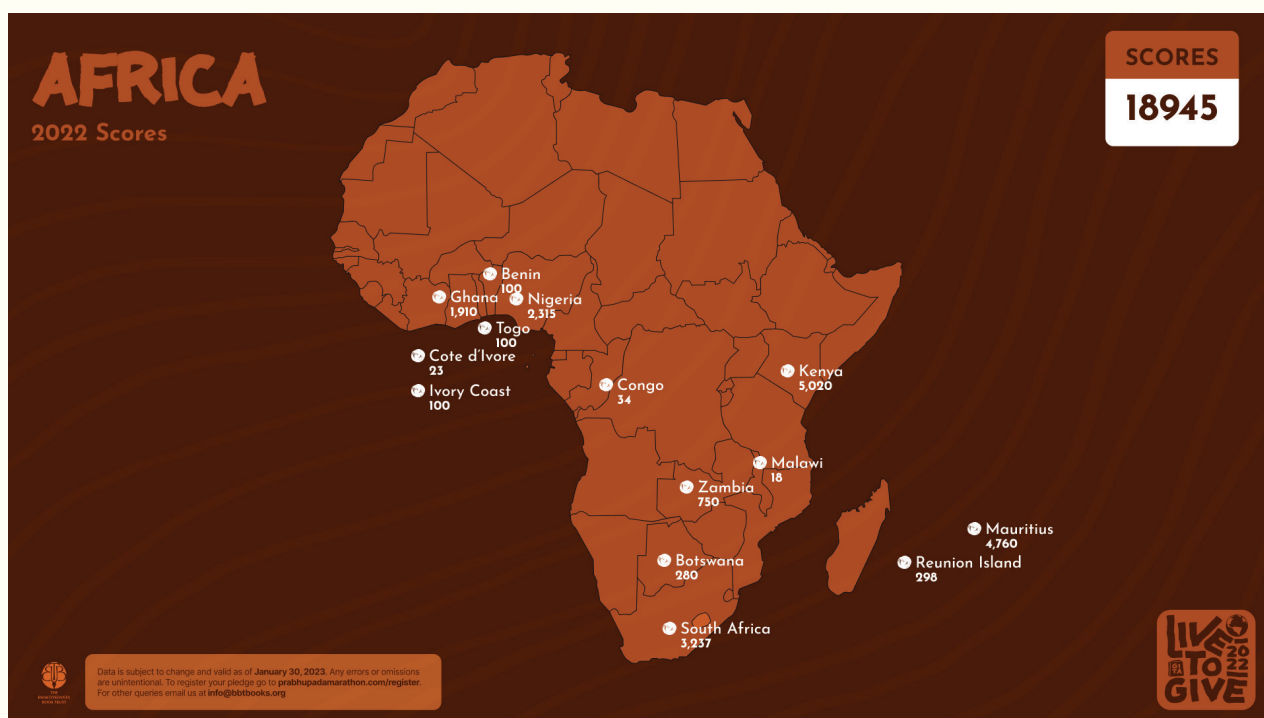 AFRICA
2022 Scores
SCORES
18945
Benin
100
Ghana
1,910
Nigeria
2,315
Togo
100
Cote d'Ivore
23
Ivory Coast
100
Congo
34
Kenya
5,020
Malawi
18
Zambia
750
Mauritius
4,760
Reunion Island
298
Botswana
280
South Africa
3,237
THE
BHAKTIVEDANTA
BOOK TRUST
Data is subject to change and valid as of January 30, 2023. Any errors or omissions
are unintentional. To register your pledge go to prabhupadamarathon.com/register.
For other queries email us at info@bbtbooks.org
LIVE
TO
GIVE
2022